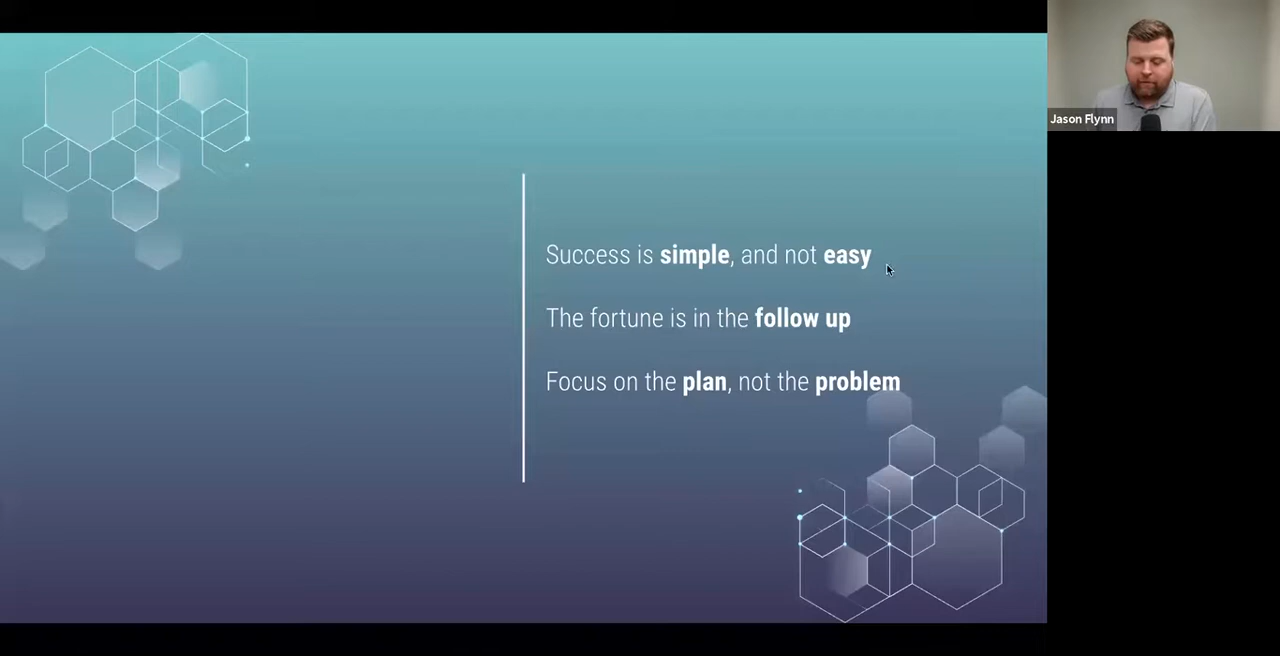 Success is simple, and not easy
The fortune is in the follow up
Focus on the plan, not the problem
Jason Flynn